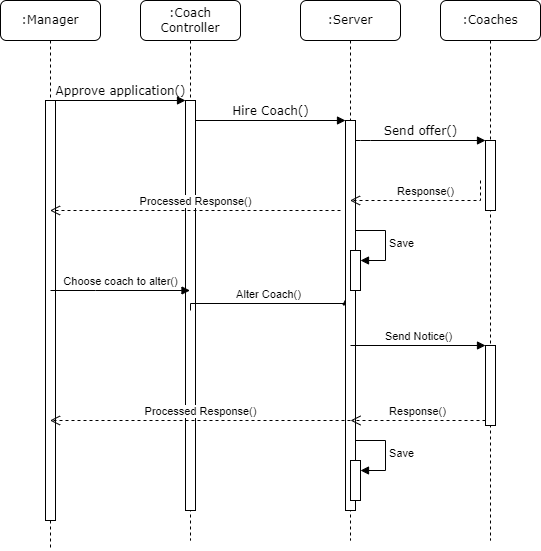 :Manager
:Coach
Controller
:Server
:Coaches
Approve application()
Hire Coach()
Send offer()
Response()
Processed Response()
Save
Choose coach to alter()
Alter Coach()
Send Notice()
Processed Response()
Response()
Save